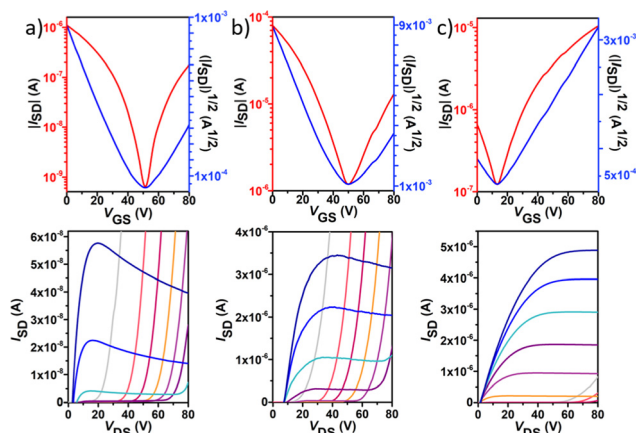 a)
10⁻⁶
10⁻⁷
10⁻⁸
10⁻⁹
|I_SD| (A)
1x10⁻³
1x10⁻⁴
(|I_SD|)^1/2 (A^1/2)
0 20 40 60 80
V_GS (V)
b)
10⁻⁴
10⁻⁵
10⁻⁶
|I_SD| (A)
9x10⁻³
1x10⁻³
(|I_SD|)^1/2 (A^1/2)
0 20 40 60 80
V_GS (V)
c)
10⁻⁴
10⁻⁵
10⁻⁶
10⁻⁷
|I_SD| (A)
3x10⁻³
5x10⁻⁴
(|I_SD|)^1/2 (A^1/2)
0 20 40 60 80
V_GS (V)
6x10⁻⁸
5x10⁻⁸
4x10⁻⁸
3x10⁻⁸
2x10⁻⁸
1x10⁻⁸
0
I_SD (A)
0 20 40 60 80
V_DS (V)
4x10⁻⁶
3x10⁻⁶
2x10⁻⁶
1x10⁻⁶
0
I_SD (A)
0 20 40 60 80
V_DS (V)
5x10⁻⁶
4x10⁻⁶
3x10⁻⁶
2x10⁻⁶
1x10⁻⁶
0
I_SD (A)
0 20 40 60 80
V_DS (V)